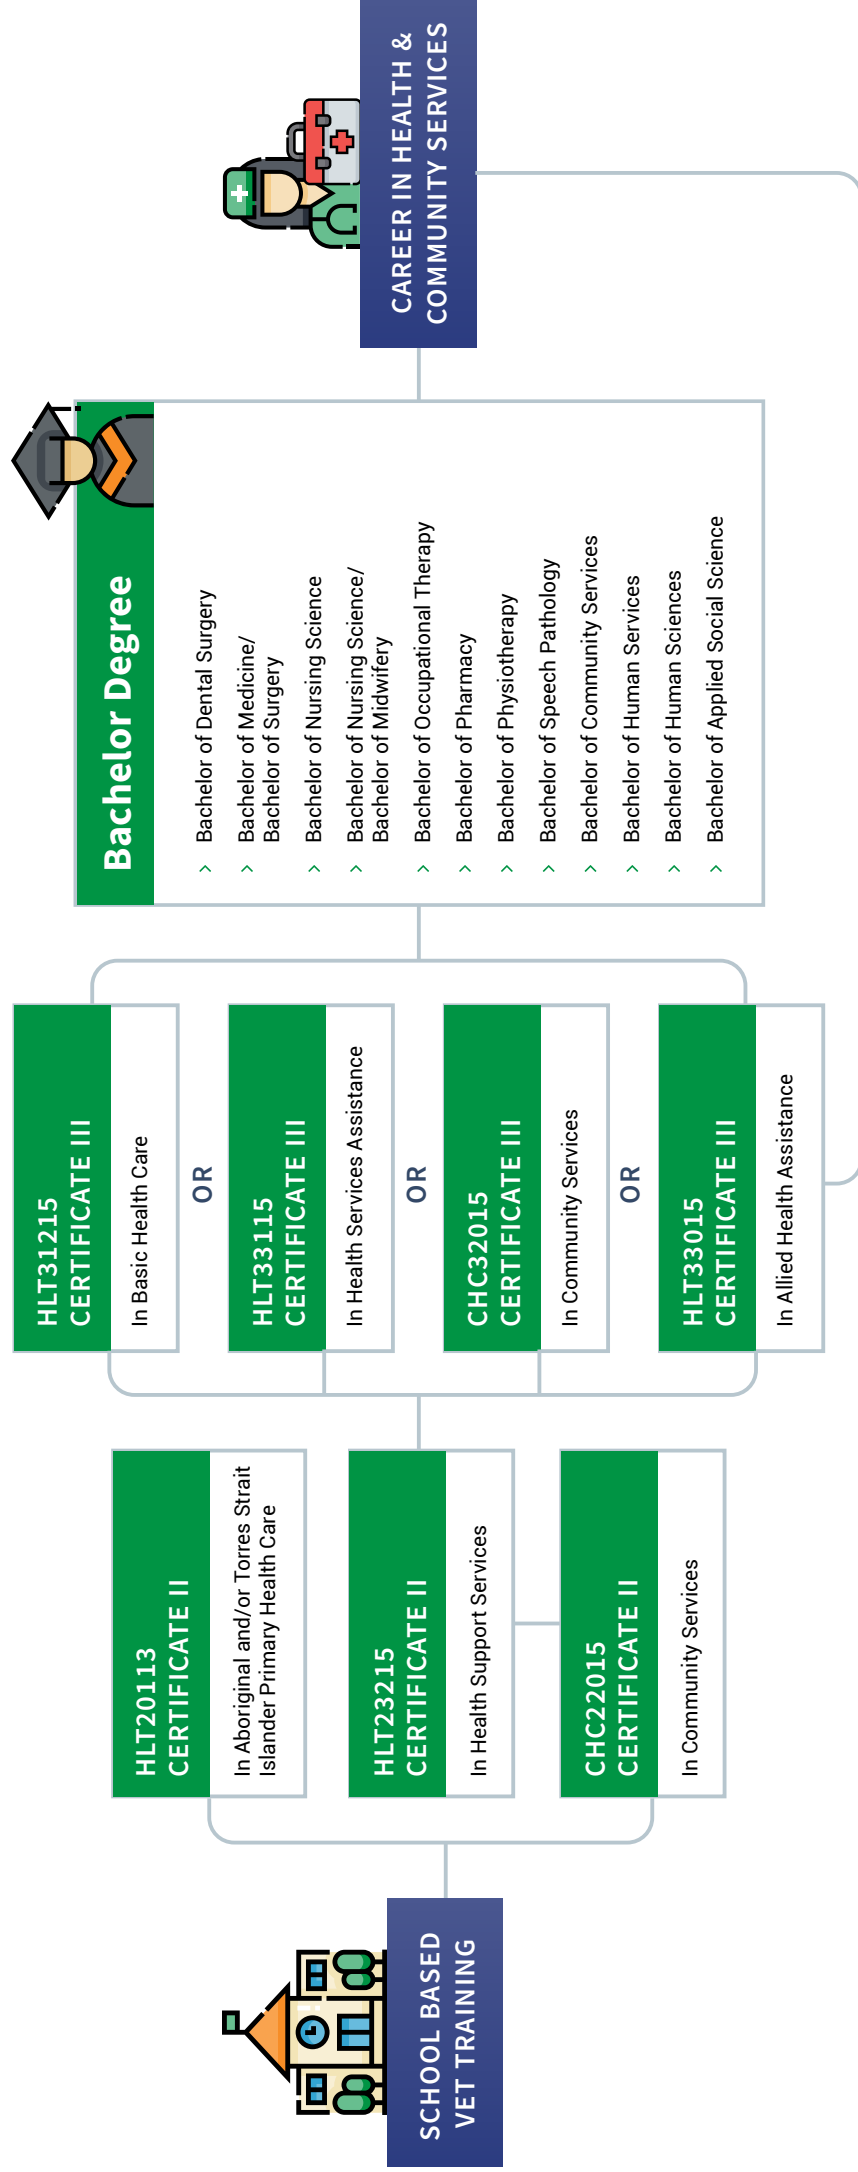 SCHOOL BASED
VET TRAINING
HLT20113
CERTIFICATE II
In Aboriginal and/or Torres Strait
Islander Primary Health Care
HLT23215
CERTIFICATE II
In Health Support Services
CHC22015
CERTIFICATE II
In Community Services
HLT31215
CERTIFICATE III
In Basic Health Care
OR
HLT33115
CERTIFICATE III
In Health Services Assistance
OR
CHC32015
CERTIFICATE III
In Community Services
OR
HLT33015
CERTIFICATE III
In Allied Health Assistance
Bachelor Degree
> Bachelor of Dental Surgery
> Bachelor of Medicine/
Bachelor of Surgery
> Bachelor of Nursing Science
> Bachelor of Nursing Science/
Bachelor of Midwifery
> Bachelor of Occupational Therapy
> Bachelor of Pharmacy
> Bachelor of Physiotherapy
> Bachelor of Speech Pathology
> Bachelor of Community Services
> Bachelor of Human Services
> Bachelor of Human Sciences
> Bachelor of Applied Social Science
CAREER IN HEALTH &
COMMUNITY SERVICES